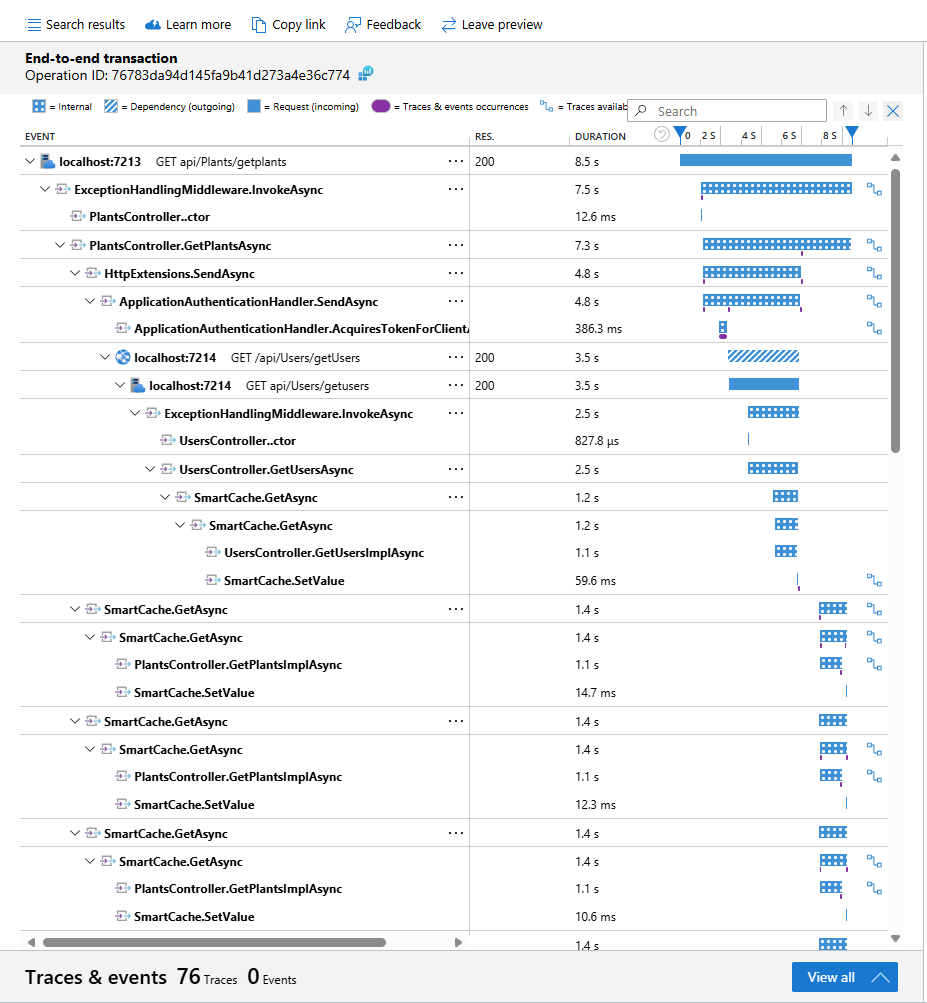 Search results Learn more Copy link Feedback Leave preview
End-to-end transaction
Operation ID: 76783da94d145fa9b41d273a4e36c774
= Internal = Dependency (outgoing) = Request (incoming) = Traces & events occurrences = Traces availab
Search
EVENT RES. DURATION 0 2 S 4 S 6 S 8 S
localhost:7213 GET api/Plants/getplants ... 200 8.5 s
ExceptionHandlingMiddleware.InvokeAsync ... 7.5 s
PlantsController..ctor 12.6 ms
PlantsController.GetPlantsAsync ... 7.3 s
HttpExtensions.SendAsync ... 4.8 s
ApplicationAuthenticationHandler.SendAsync ... 4.8 s
ApplicationAuthenticationHandler.AcquiresTokenForClient 386.3 ms
localhost:7214 GET /api/Users/getUsers ... 200 3.5 s
localhost:7214 GET api/Users/getusers ... 200 3.5 s
ExceptionHandlingMiddleware.InvokeAsync ... 2.5 s
UsersController..ctor 827.8 µs
UsersController.GetUsersAsync ... 2.5 s
SmartCache.GetAsync ... 1.2 s
SmartCache.GetAsync 1.2 s
UsersController.GetUsersImplAsync 1.1 s
SmartCache.SetValue 59.6 ms
SmartCache.GetAsync ... 1.4 s
SmartCache.GetAsync 1.4 s
PlantsController.GetPlantsImplAsync 1.1 s
SmartCache.SetValue 14.7 ms
SmartCache.GetAsync ... 1.4 s
SmartCache.GetAsync 1.4 s
PlantsController.GetPlantsImplAsync 1.1 s
SmartCache.SetValue 12.3 ms
SmartCache.GetAsync ... 1.4 s
SmartCache.GetAsync 1.4 s
PlantsController.GetPlantsImplAsync 1.1 s
SmartCache.SetValue 10.6 ms
1.4 s
Traces & events 76 Traces 0 Events View all